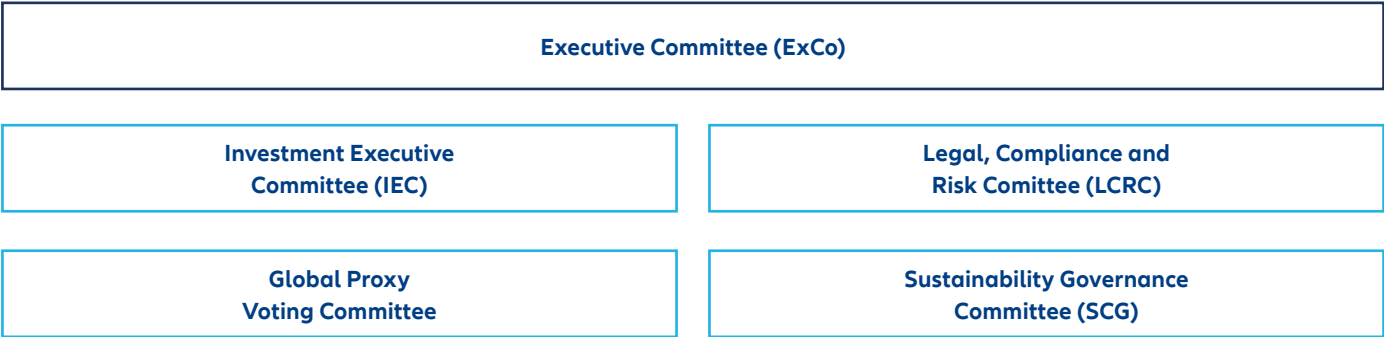 Executive Committee (ExCo)
Investment Executive
Committee (IEC)
Legal, Compliance and
Risk Comittee (LCRC)
Global Proxy
Voting Committee
Sustainability Governance
Committee (SCG)